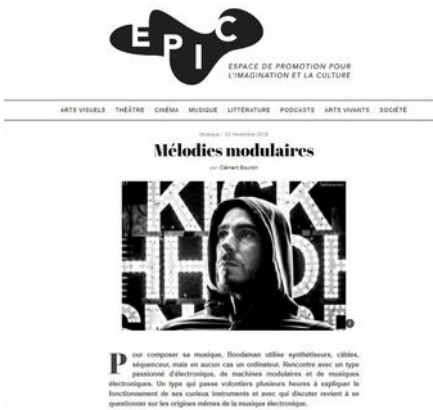 EPIC
ESPACE DE PROMOTION POUR
L'IMAGINATION ET LA CULTURE
ARTS VISUELS THÉÂTRE CINÉMA MUSIQUE LITTÉRATURE PODCASTS ARTS VIVANTS SOCIÉTÉ
Musique / 22 novembre
Mélodies modulaires
par Clément Bourdin
KICK
Pour composer sa musique, Boodaman utilise synthétiseurs, câbles,
séquenceur, mais en aucun cas un ordinateur. Rencontre avec un type
passionné d'électronique, de machines modulaires et de musiques
électroniques. Un type qui passe volontiers plusieurs heures à expliquer le
fonctionnement de ses curieux instruments et avec qui discuter revient à se
questionner sur les origines mêmes de la musique électronique.